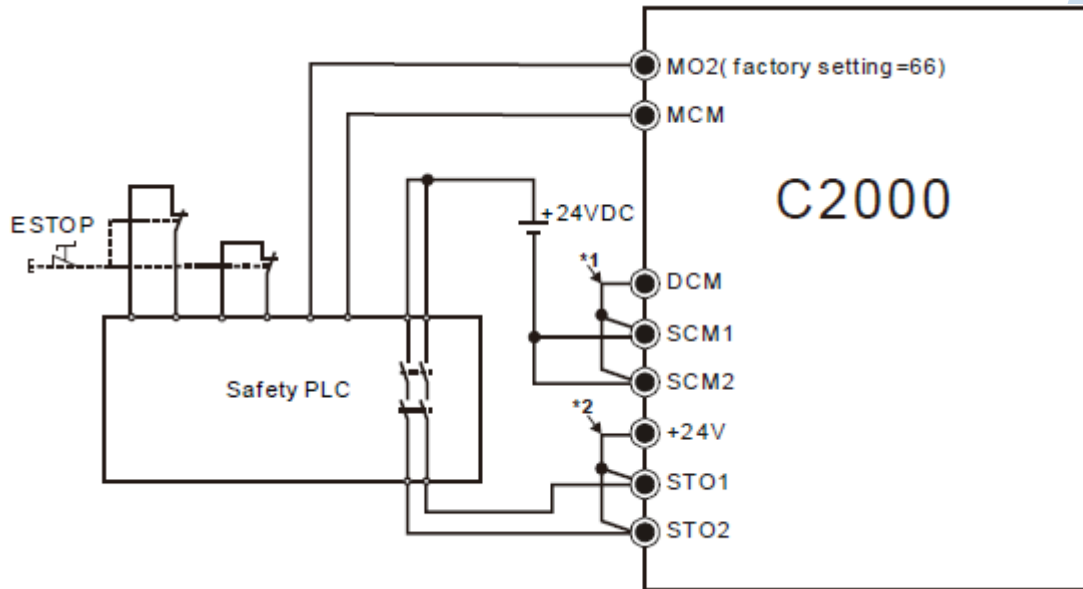 MO2( factory setting=66)
MCM
C2000
ESTOP
+24VDC
*1
DCM
SCM1
SCM2
Safety PLC
*2
+24V
STO1
STO2